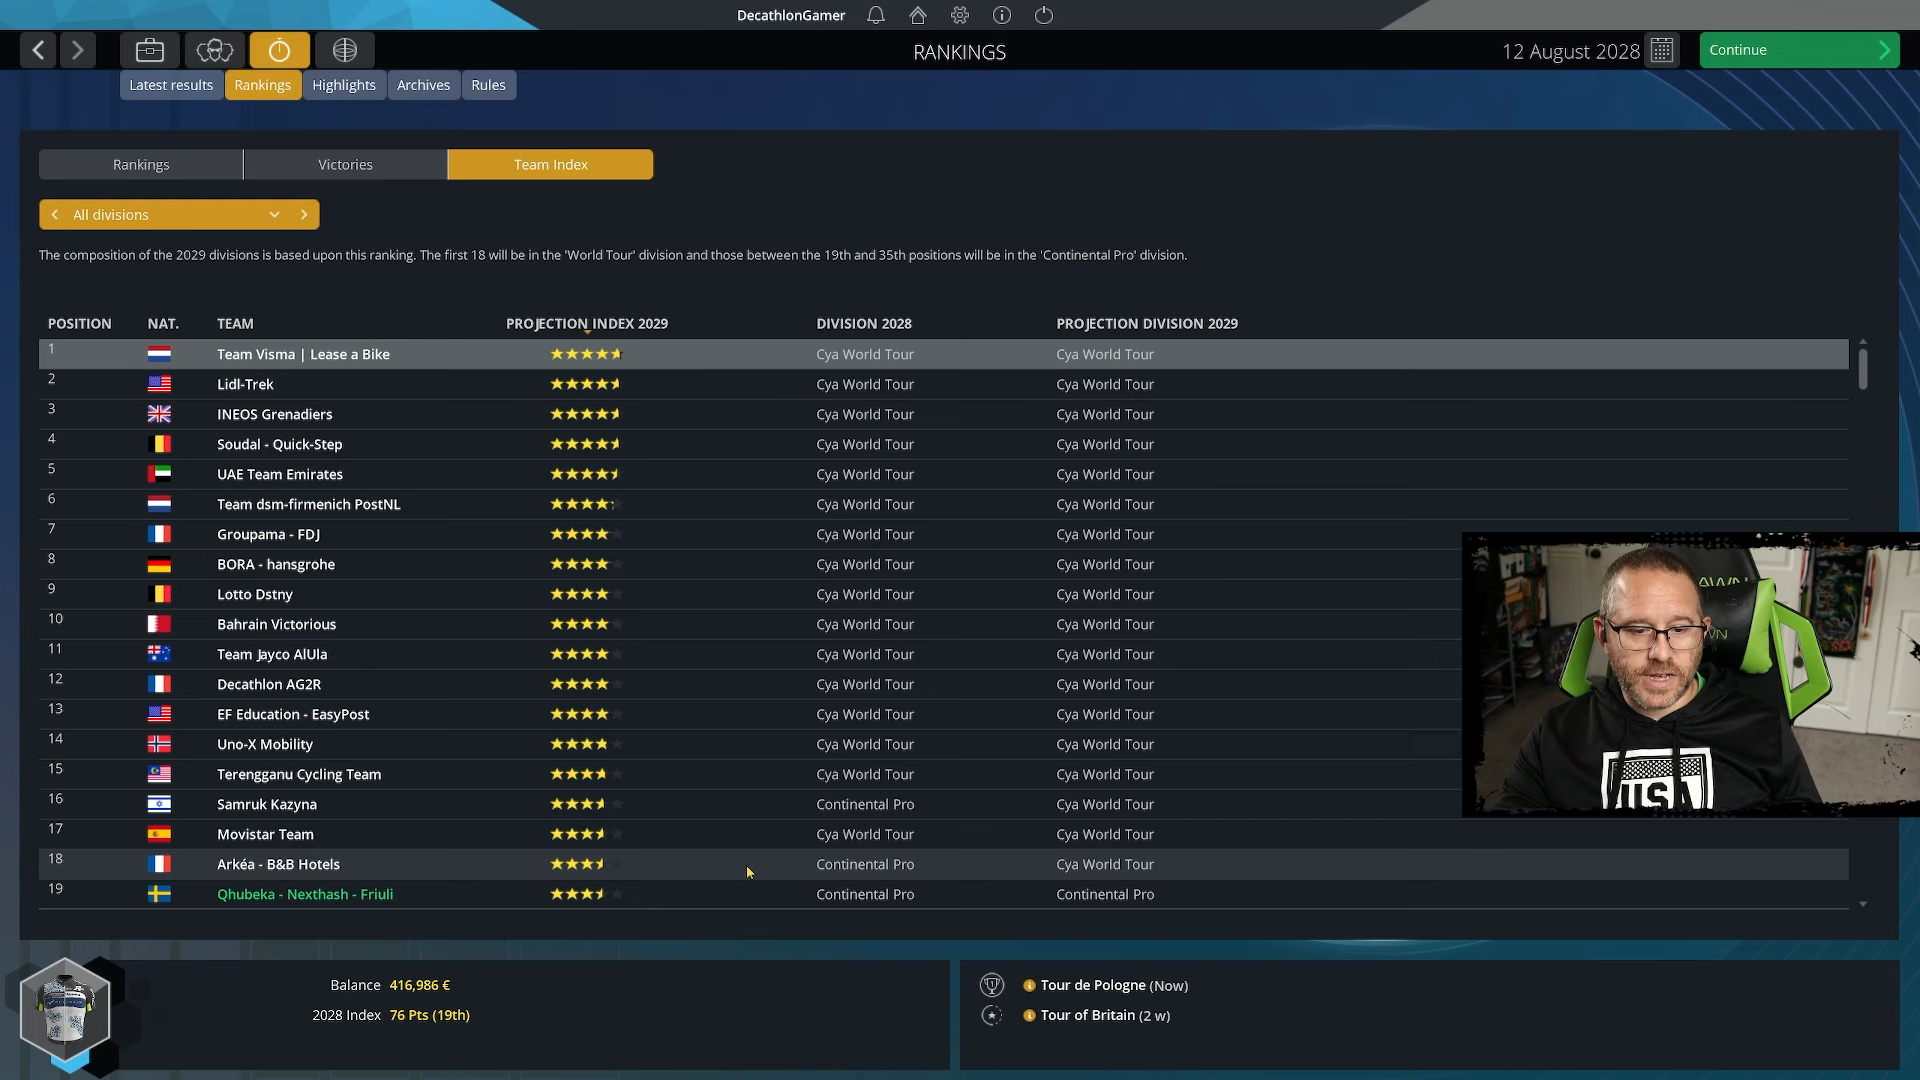 DecathlonGamer
RANKINGS
12 August 2028
Continue
Latest results Rankings Highlights Archives Rules
Rankings Victories Team Index
All divisions
The composition of the 2029 divisions is based upon this ranking. The first 18 will be in the 'World Tour' division and those between the 19th and 35th positions will be in the 'Continental Pro' division.
POSITION NAT. TEAM PROJECTION INDEX 2029 DIVISION 2028 PROJECTION DIVISION 2029
1 Team Visma | Lease a Bike Cya World Tour Cya World Tour
2 Lidl-Trek Cya World Tour Cya World Tour
3 INEOS Grenadiers Cya World Tour Cya World Tour
4 Soudal - Quick-Step Cya World Tour Cya World Tour
5 UAE Team Emirates Cya World Tour Cya World Tour
6 Team dsm-firmenich PostNL Cya World Tour Cya World Tour
7 Groupama - FDJ Cya World Tour Cya World Tour
8 BORA - hansgrohe Cya World Tour Cya World Tour
9 Lotto Dstny Cya World Tour Cya World Tour
10 Bahrain Victorious Cya World Tour Cya World Tour
11 Team Jayco AlUla Cya World Tour Cya World Tour
12 Decathlon AG2R Cya World Tour Cya World Tour
13 EF Education - EasyPost Cya World Tour Cya World Tour
14 Uno-X Mobility Cya World Tour Cya World Tour
15 Terengganu Cycling Team Cya World Tour Cya World Tour
16 Samruk Kazyna Continental Pro Cya World Tour
17 Movistar Team Cya World Tour Cya World Tour
18 Arkéa - B&B Hotels Continental Pro Cya World Tour
19 Qhubeka - Nexthash - Friuli Continental Pro Continental Pro
USA
Balance 416,986 €
2028 Index 76 Pts (19th)
Tour de Pologne (Now)
Tour of Britain (2 w)